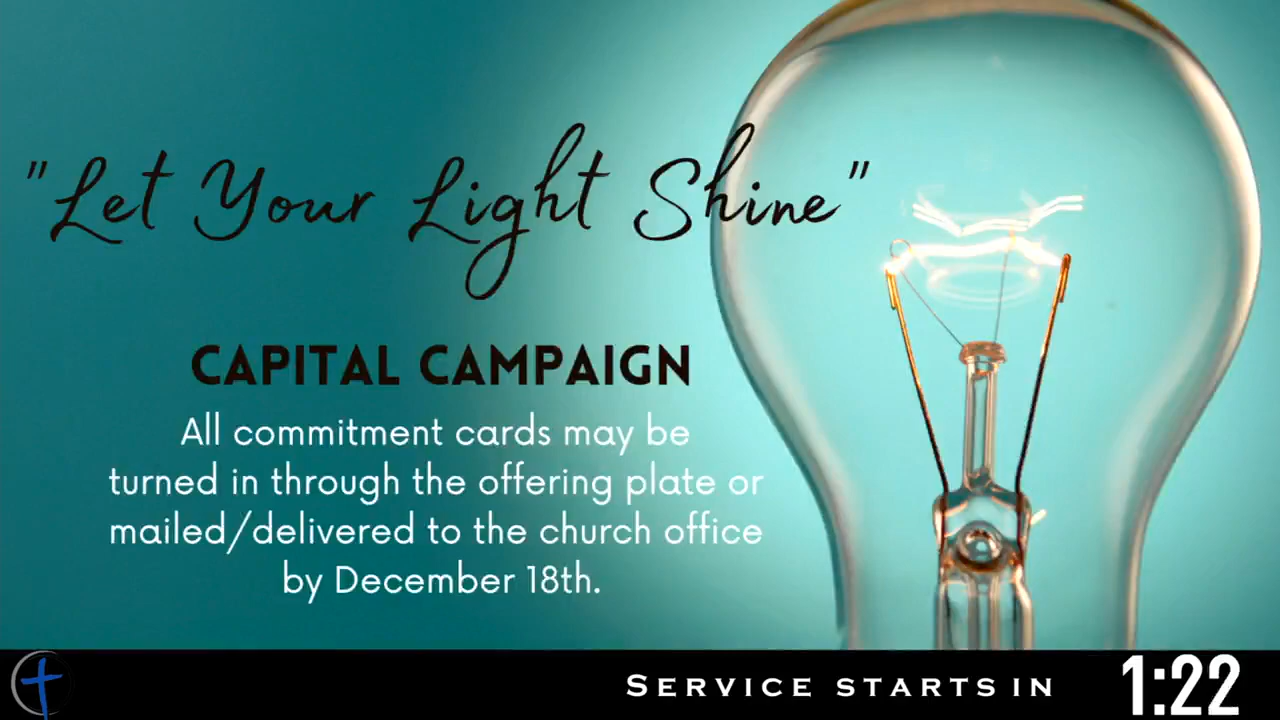 "Let Your Light Shine"
CAPITAL CAMPAIGN
All commitment cards may be
turned in through the offering plate or
mailed/delivered to the church office
by December 18th.
SERVICE STARTS IN 1:22